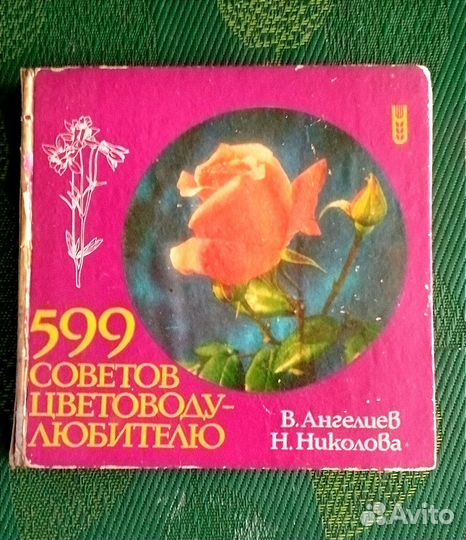 599
СОВЕТОВ
ЦВЕТОВОДУ-
ЛЮБИТЕЛЮ
В. Ангелиев
Н. Николова
Avito